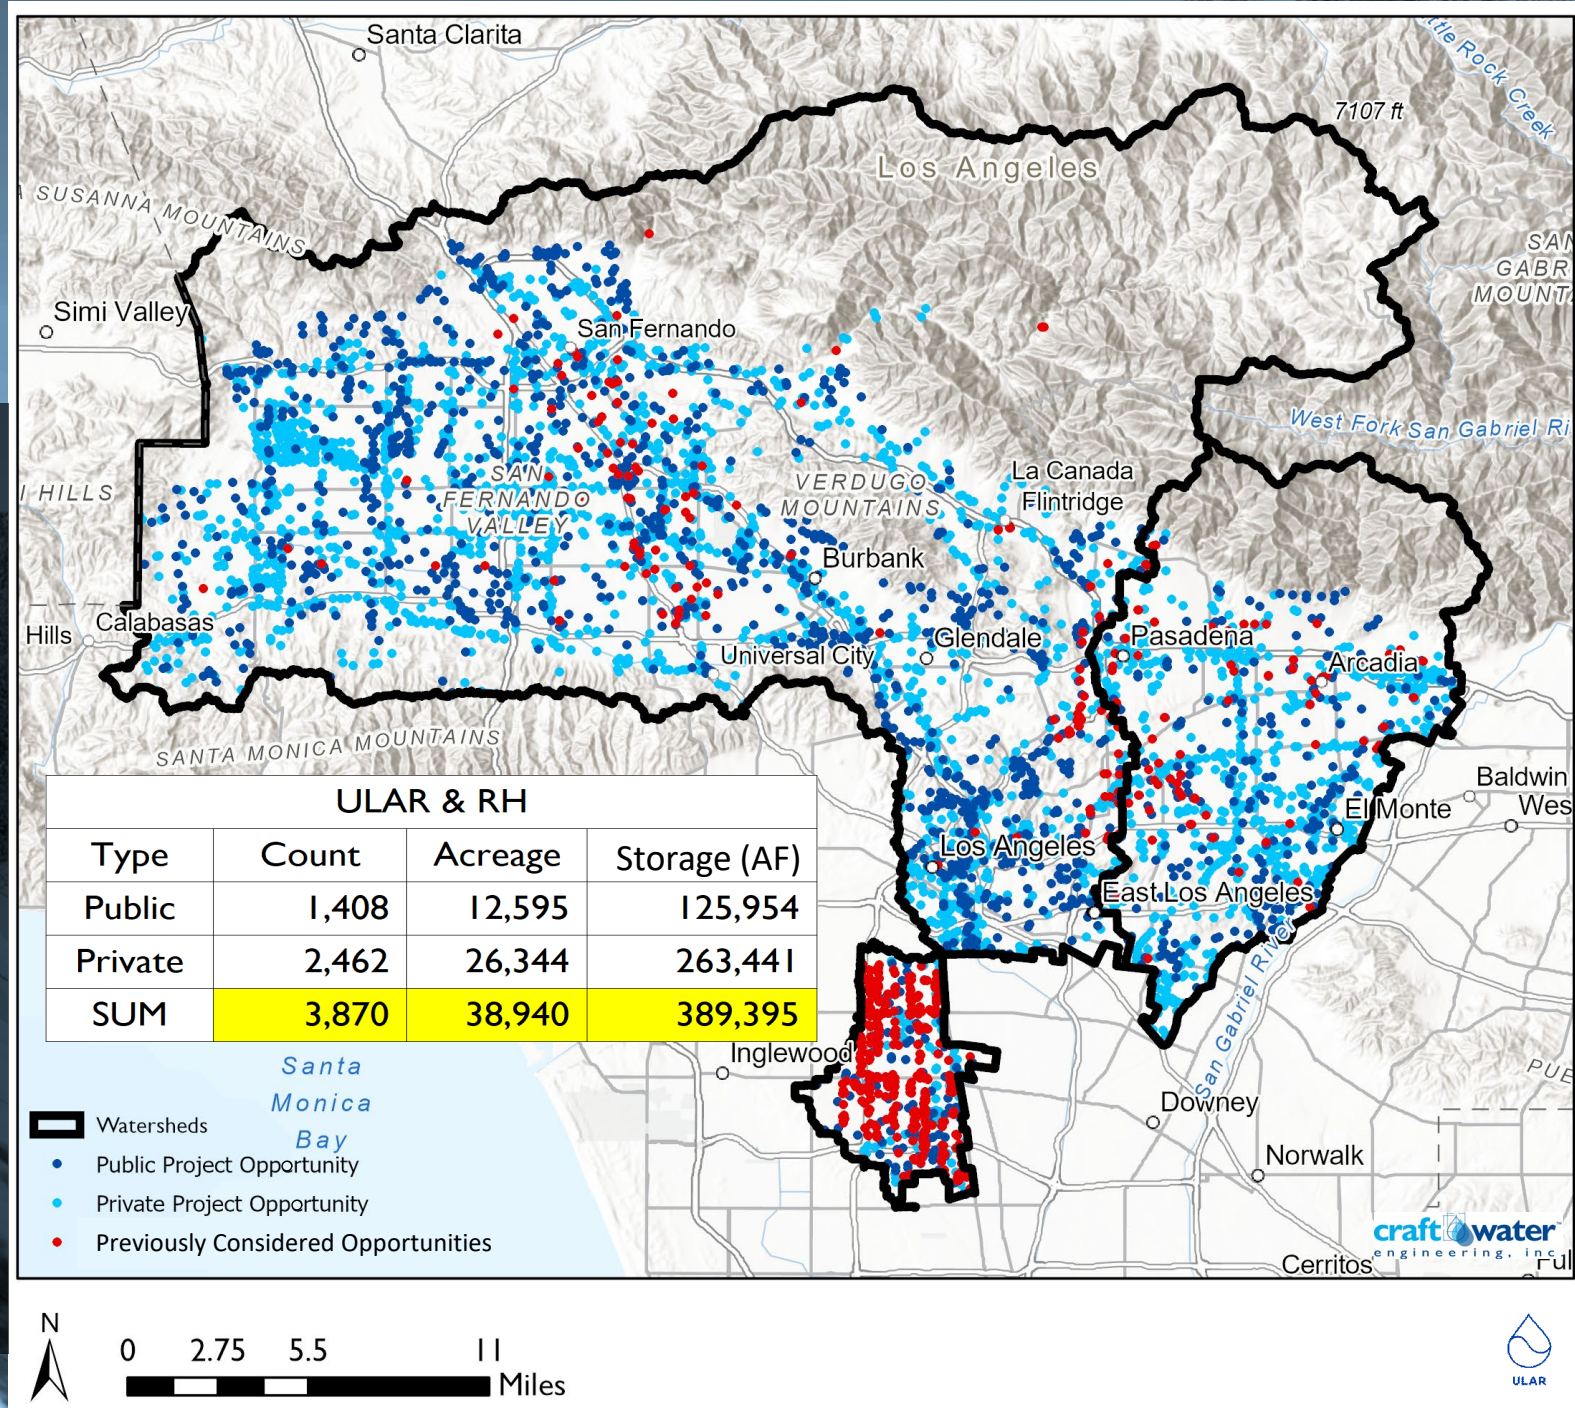 Santa Clarita
ttle Rock Creek
7107 ft
Los Angeles
A SUSANNA MOUNTAINS
SAN
GABR
MOUNT
Simi Valley
San Fernando
West Fork San Gabriel Ri
La Canada
Flintridge
I HILLS
SAN
FERNANDO
VALLEY
VERDUGO
MOUNTAINS
Burbank
Hills
Calabasas
Universal City
Glendale
Pasadena
Arcadia
SANTA MONICA MOUNTAINS
Baldwin
Wes
El Monte
Los Angeles
East Los Angeles
San Gabriel River
ULAR & RH
Type Count Acreage Storage (AF)
Public 1,408 12,595 125,954
Private 2,462 26,344 263,441
SUM 3,870 38,940 389,395
Inglewood
Santa
Monica
Bay
Downey
Norwalk
PUE
Cerritos
Ful
Watersheds
Public Project Opportunity
Private Project Opportunity
Previously Considered Opportunities
craft water
engineering, inc
N
0 2.75 5.5 11
Miles
ULAR